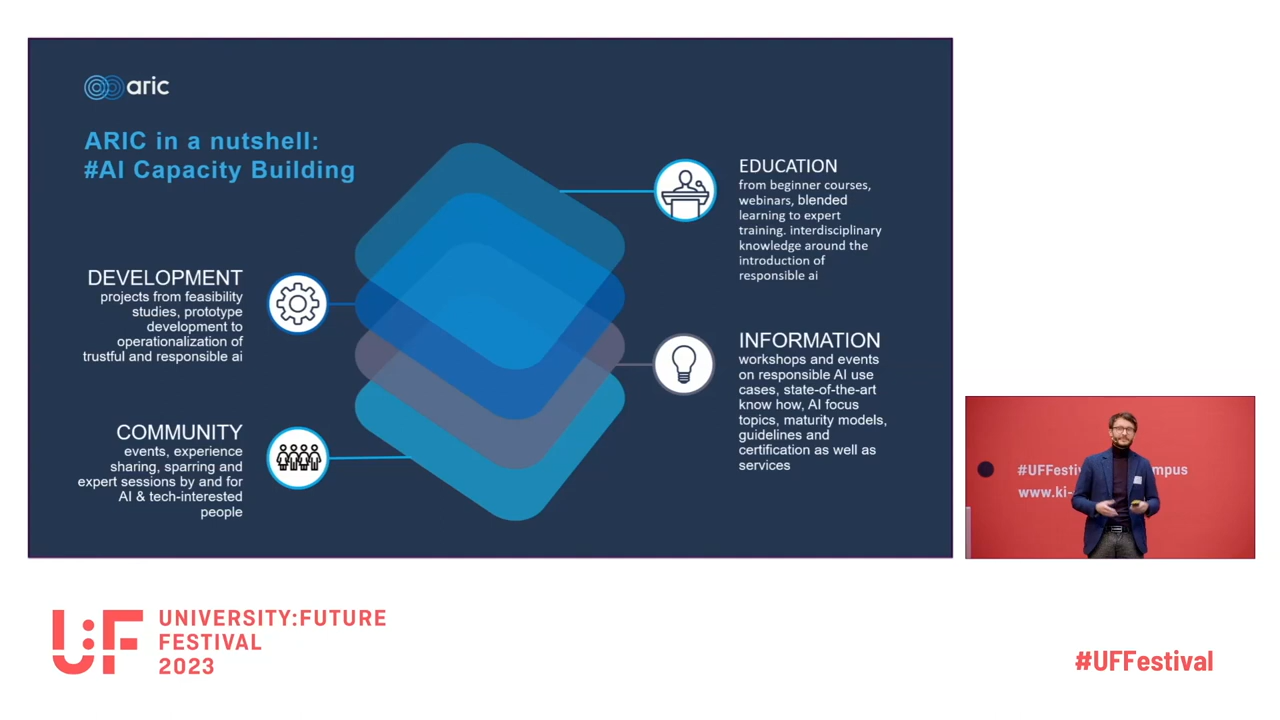 aric
ARIC in a nutshell:
#AI Capacity Building
EDUCATION
from beginner courses,
webinars, blended
learning to expert
training. interdisciplinary
knowledge around the
introduction of
responsible ai
DEVELOPMENT
projects from feasibility
studies, prototype
development to
operationalization of
trustful and responsible ai
INFORMATION
workshops and events
on responsible AI use
cases, state-of-the-art
know how, AI focus
topics, maturity models,
guidelines and
certification as well as
services
COMMUNITY
events, experience
sharing, sparring and
expert sessions by and for
AI & tech-interested
people
#UFFesti mpus
www.ki-
U:F
UNIVERSITY:FUTURE
FESTIVAL
2023
#UFFestival